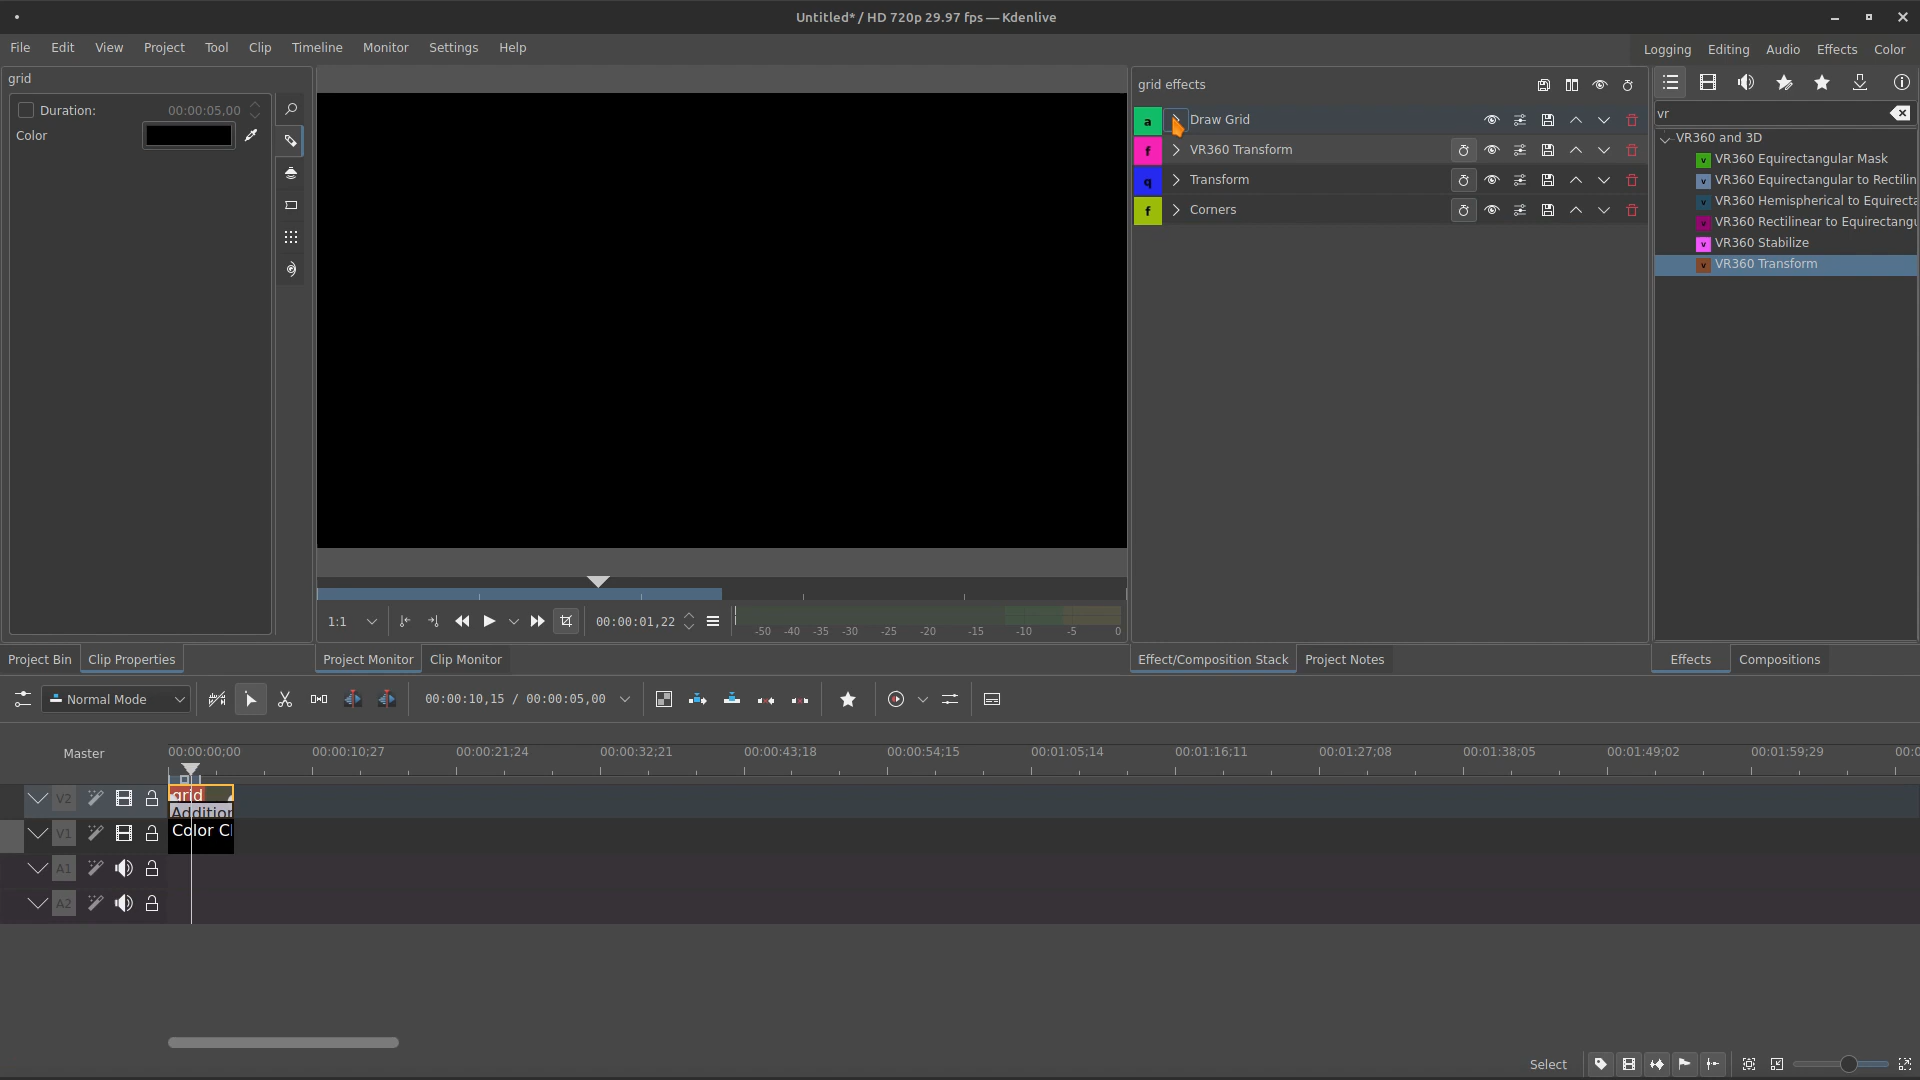 Untitled* / HD 720p 29.97 fps — Kdenlive
File Edit View Project Tool Clip Timeline Monitor Settings Help
Logging Editing Audio Effects Color
grid
Duration: 00:00:05,00
Color
grid effects
a Draw Grid
f VR360 Transform
q Transform
f Corners
vr
VR360 and 3D
v VR360 Equirectangular Mask
v VR360 Equirectangular to Rectilin
v VR360 Hemispherical to Equirecta
v VR360 Rectilinear to Equirectangu
v VR360 Stabilize
v VR360 Transform
1:1 00:00:01,22
-50 -40 -35 -30 -25 -20 -15 -10 -5 0
Project Bin Clip Properties Project Monitor Clip Monitor Effect/Composition Stack Project Notes Effects Compositions
Normal Mode 00:00:10,15 / 00:00:05,00
Master 00:00:00;00 00:00:10;27 00:00:21;24 00:00:32;21 00:00:43;18 00:00:54;15 00:01:05;14 00:01:16;11 00:01:27;08 00:01:38;05 00:01:49;02 00:01:59;29 00:0
V2 grid
Addition
V1 Color Cl
A1
A2
Select